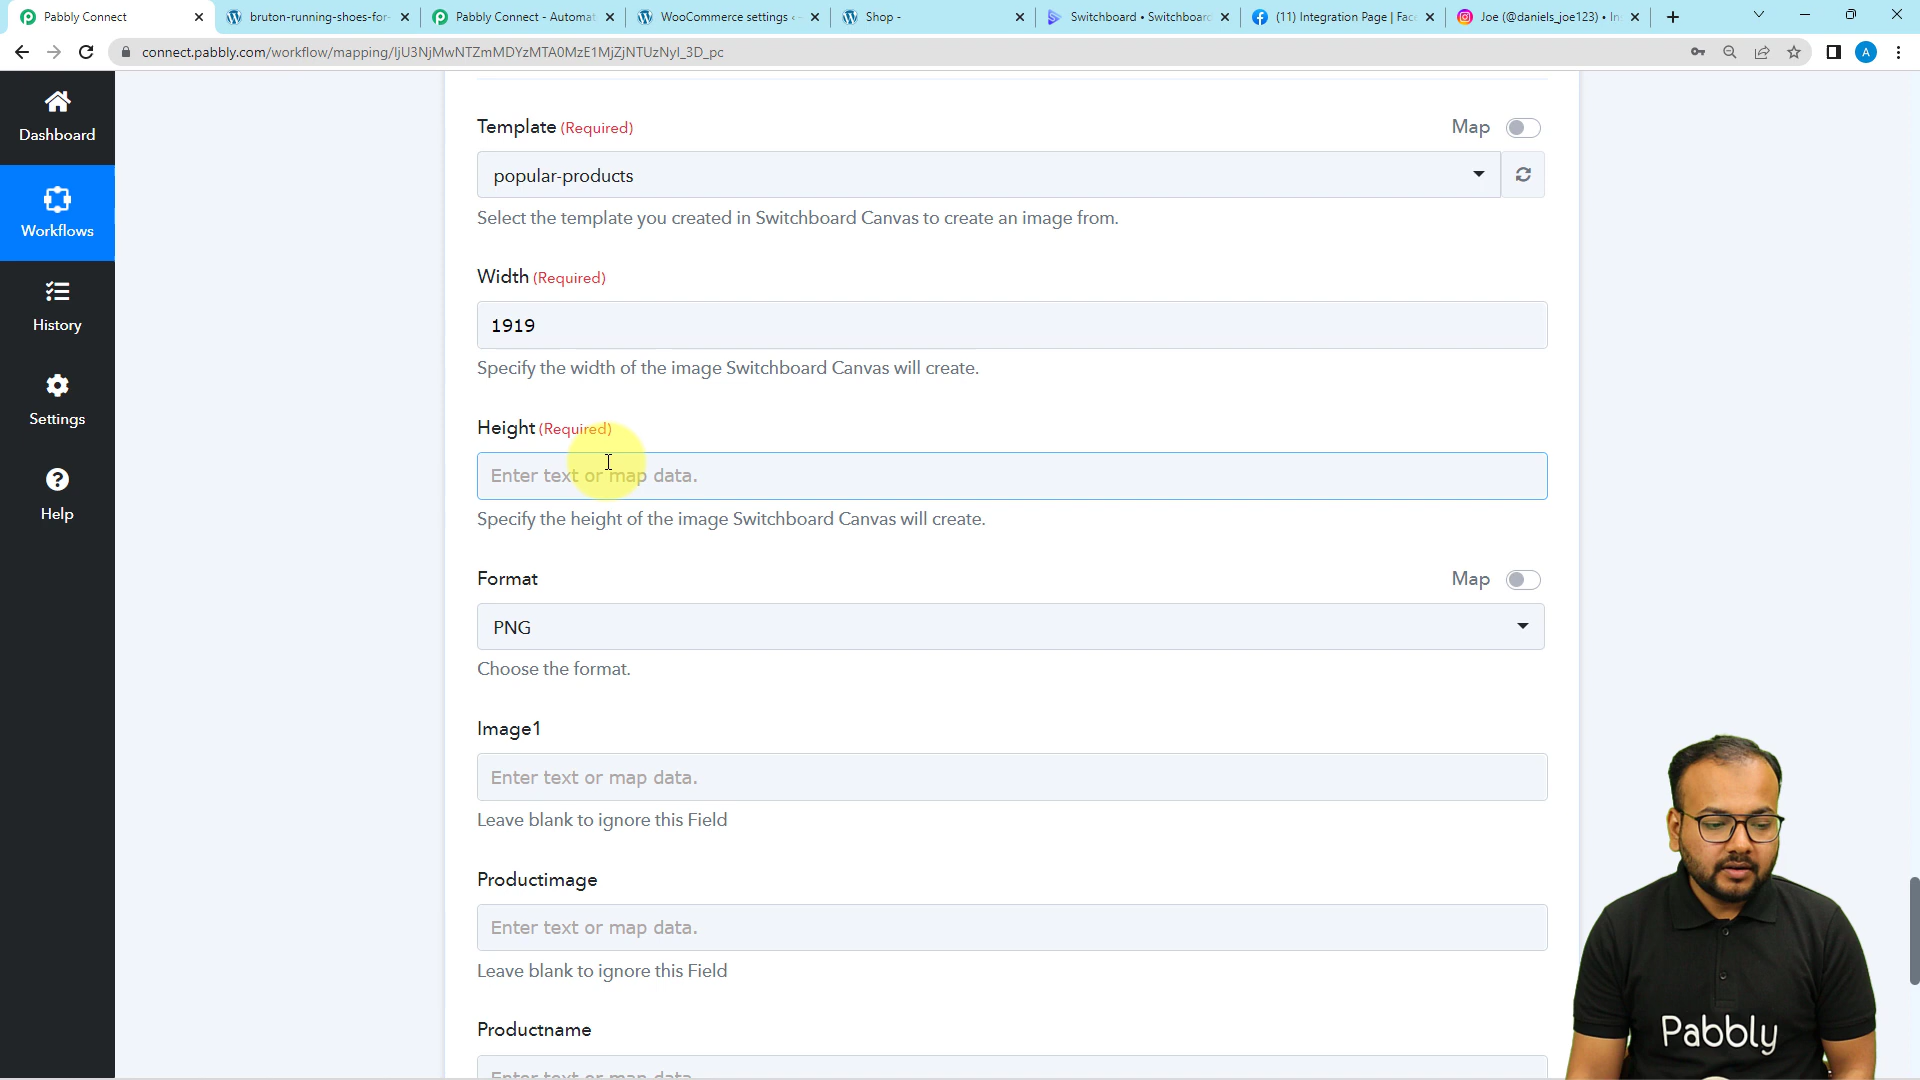 Pabbly Connect
bruton-running-shoes-for-
Pabbly Connect - Automat
WooCommerce settings ‹
Shop -
Switchboard • Switchboard
(11) Integration Page | Fac
Joe (@daniels_joe123) • In
connect.pabbly.com/workflow/mapping/IjU3NjMwNTZmMDYzMTA0MzE1MjZjNTUzNyI_3D_pc
A
Dashboard
Workflows
History
Settings
Help
Template (Required)
Map
popular-products
Select the template you created in Switchboard Canvas to create an image from.
Width (Required)
1919
Specify the width of the image Switchboard Canvas will create.
Height (Required)
Enter text or map data.
Specify the height of the image Switchboard Canvas will create.
Format
Map
PNG
Choose the format.
Image1
Enter text or map data.
Leave blank to ignore this Field
Productimage
Enter text or map data.
Leave blank to ignore this Field
Productname
Enter text or map data.
Pabbly